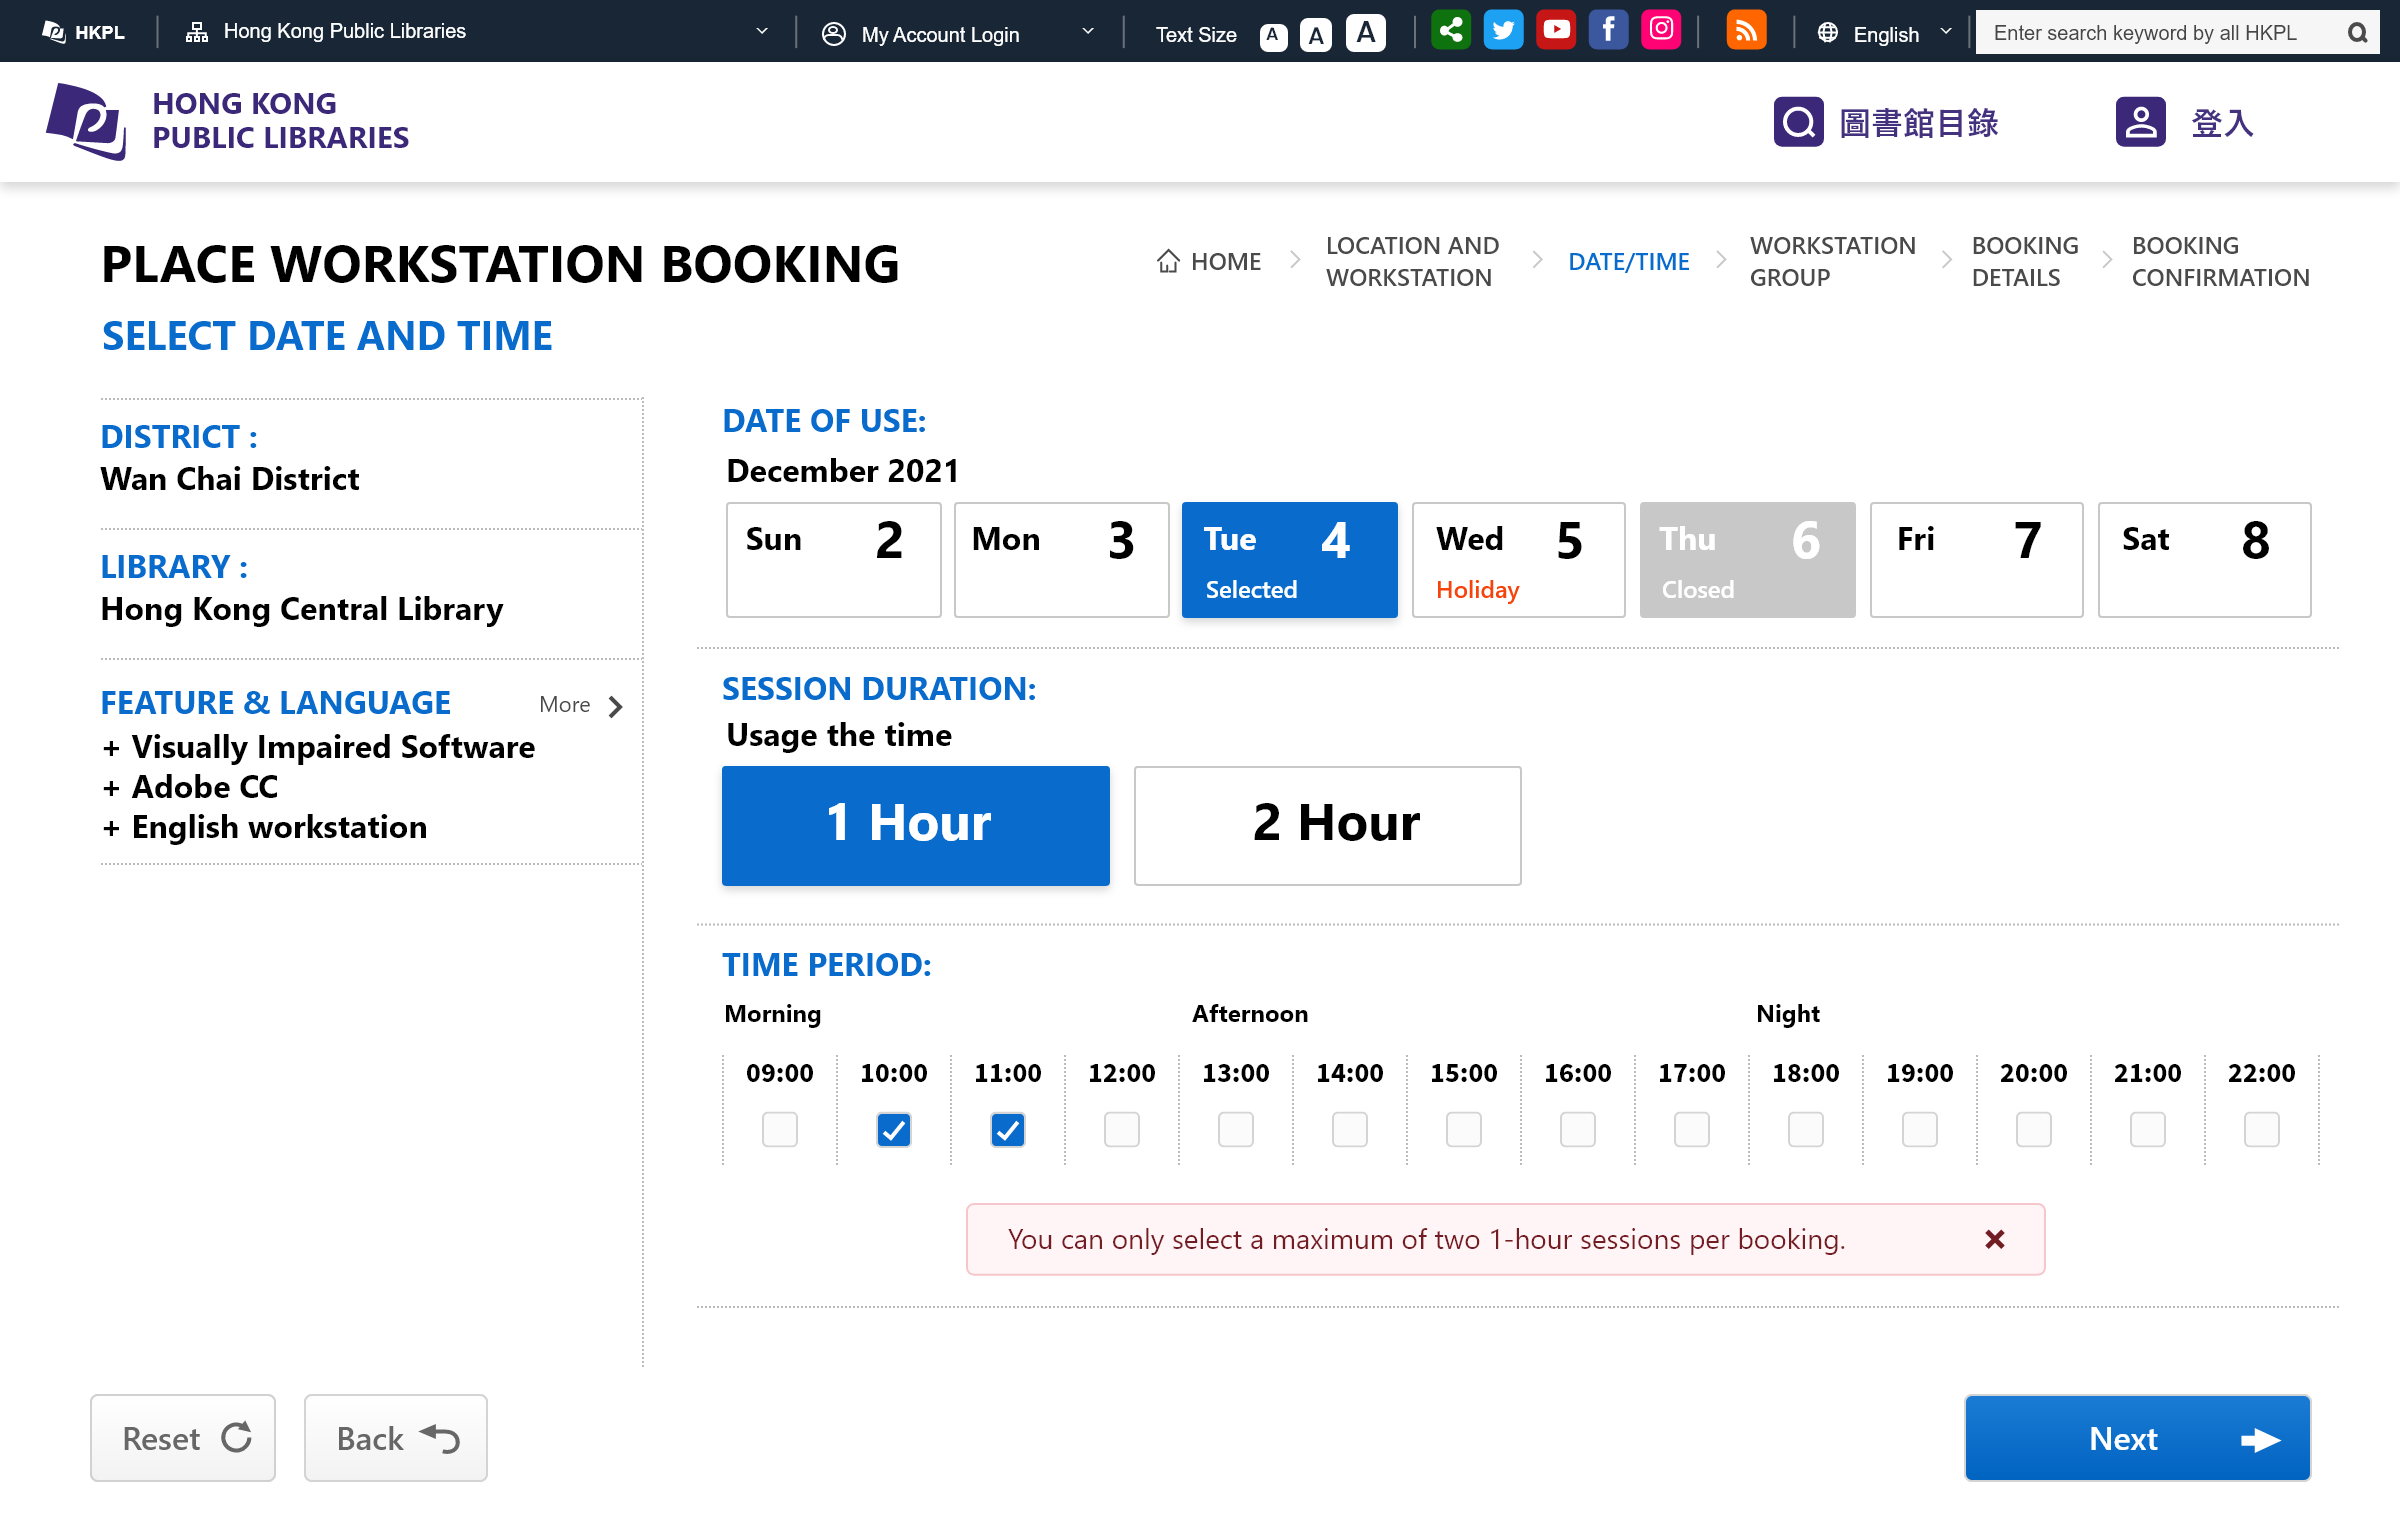 HKPL
Hong Kong Public Libraries
My Account Login
Text Size A A A
English
Enter search keyword by all HKPL
HONG KONG
PUBLIC LIBRARIES
圖書館目錄
登入
PLACE WORKSTATION BOOKING
HOME
LOCATION AND
WORKSTATION
DATE/TIME
WORKSTATION
GROUP
BOOKING
DETAILS
BOOKING
CONFIRMATION
SELECT DATE AND TIME
DISTRICT :
Wan Chai District
LIBRARY :
Hong Kong Central Library
FEATURE & LANGUAGE
More
+ Visually Impaired Software
+ Adobe CC
+ English workstation
DATE OF USE:
December 2021
Sun 2
Mon 3
Tue 4
Selected
Wed 5
Holiday
Thu 6
Closed
Fri 7
Sat 8
SESSION DURATION:
Usage the time
1 Hour
2 Hour
TIME PERIOD:
Morning
Afternoon
Night
09:00 10:00 11:00 12:00 13:00 14:00 15:00 16:00 17:00 18:00 19:00 20:00 21:00 22:00
You can only select a maximum of two 1-hour sessions per booking.
Reset
Back
Next